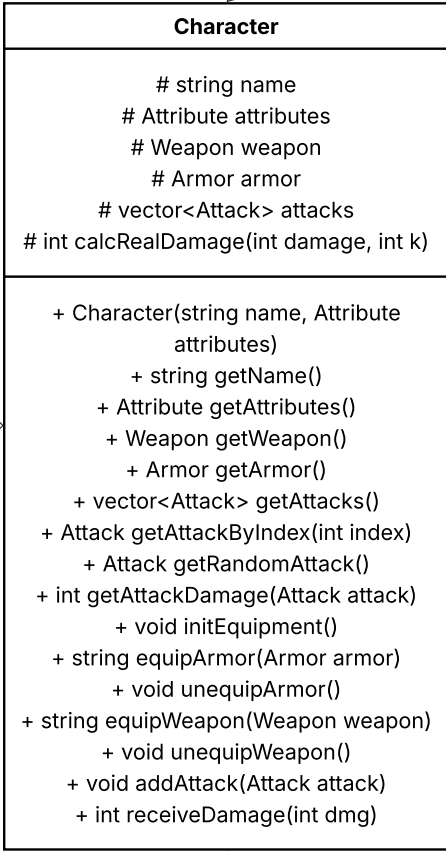 Character
# string name
# Attribute attributes
# Weapon weapon
# Armor armor
# vector<Attack> attacks
# int calcRealDamage(int damage, int k)
+ Character(string name, Attribute
attributes)
+ string getName()
+ Attribute getAttributes()
+ Weapon getWeapon()
+ Armor getArmor()
+ vector<Attack> getAttacks()
+ Attack getAttackByIndex(int index)
+ Attack getRandomAttack()
+ int getAttackDamage(Attack attack)
+ void initEquipment()
+ string equipArmor(Armor armor)
+ void unequipArmor()
+ string equipWeapon(Weapon weapon)
+ void unequipWeapon()
+ void addAttack(Attack attack)
+ int receiveDamage(int dmg)